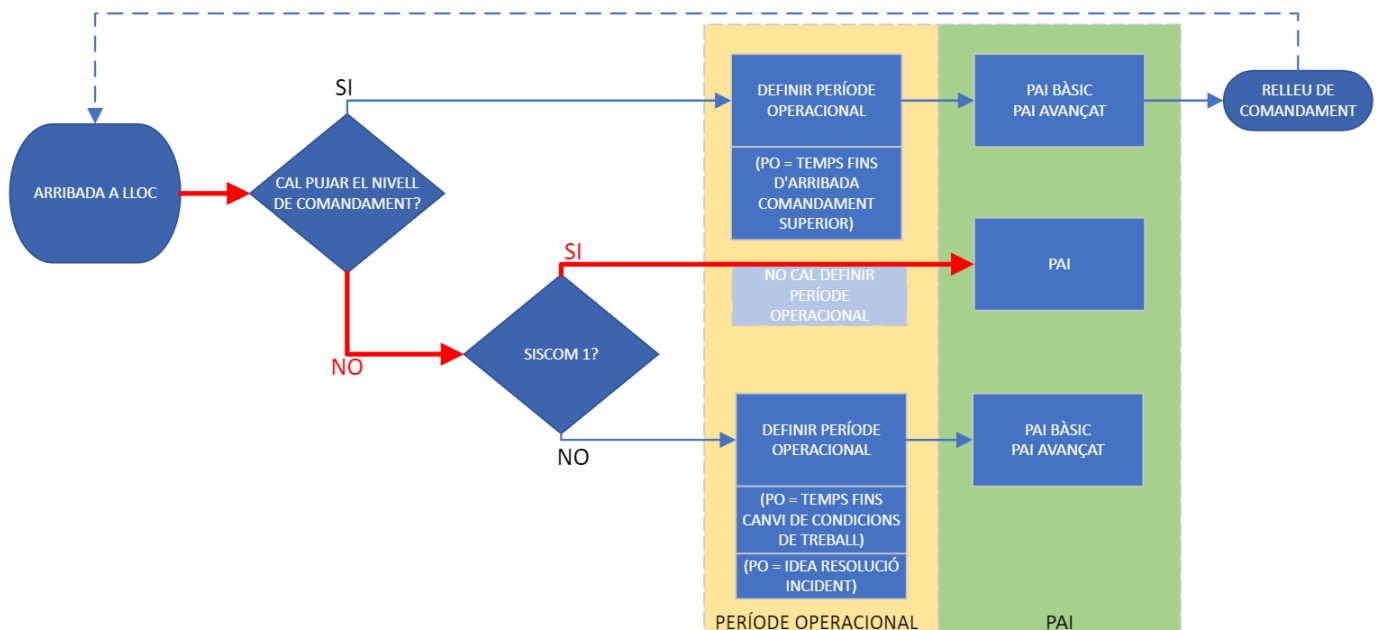 SI
DEFINIR PERÍODE
OPERACIONAL
PAI BÀSIC
PAI AVANÇAT
RELLEU DE
COMANDAMENT
ARRIBADA A LLOC
CAL PUJAR EL NIVELL
DE COMANDAMENT?
(PO = TEMPS FINS
D'ARRIBADA
COMANDAMENT
SUPERIOR)
SI
NO CAL DEFINIR
PERÍODE
OPERACIONAL
PAI
NO
SISCOM 1?
NO
DEFINIR PERÍODE
OPERACIONAL
PAI BÀSIC
PAI AVANÇAT
(PO = TEMPS FINS
CANVI DE CONDICIONS
DE TREBALL)
(PO = IDEA RESOLUCIÓ
INCIDENT)
PERÍODE OPERACIONAL
PAI